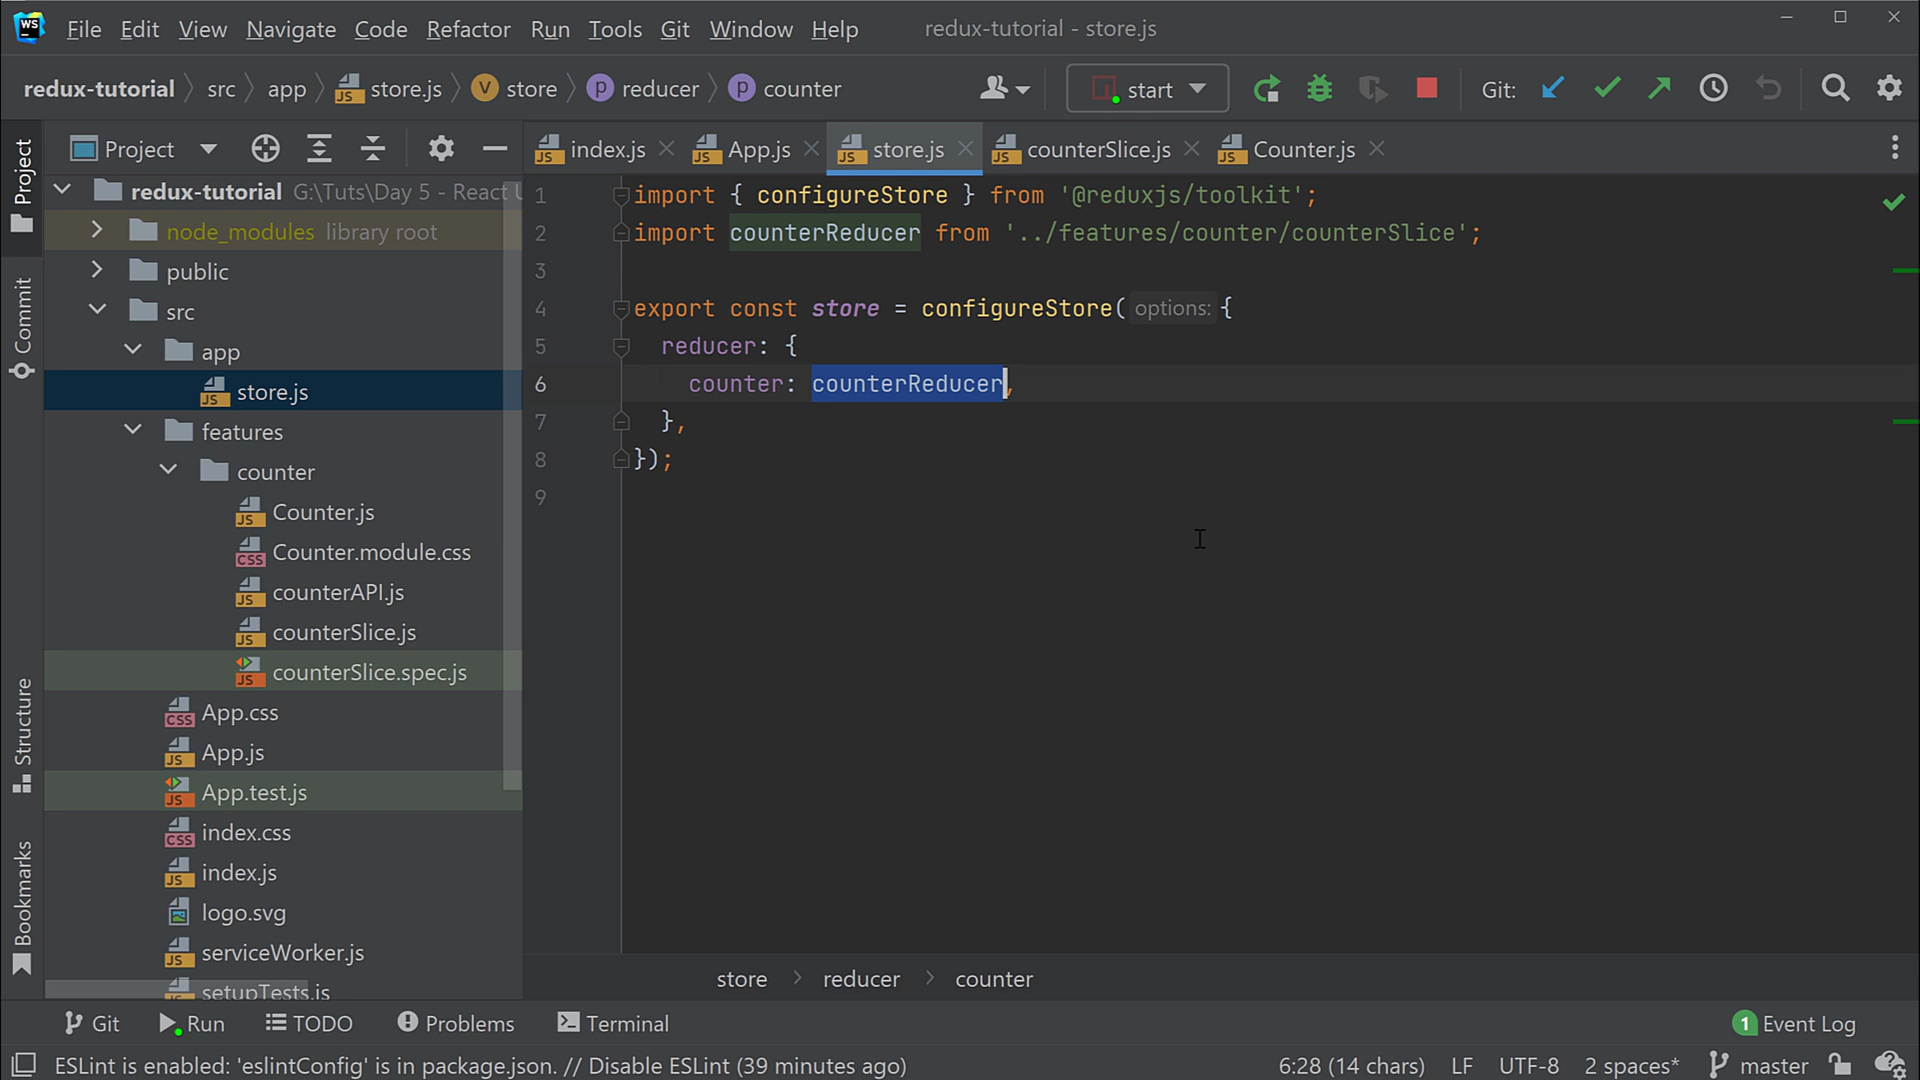 WS File Edit View Navigate Code Refactor Run Tools Git Window Help redux-tutorial - store.js
redux-tutorial src app store.js store reducer counter start Git:
Project
index.js App.js store.js counterSlice.js Counter.js
Project
Commit
Structure
Bookmarks
redux-tutorial G:\Tuts\Day 5 - React U
node_modules library root
public
src
app
store.js
features
counter
Counter.js
Counter.module.css
counterAPI.js
counterSlice.js
counterSlice.spec.js
App.css
App.js
App.test.js
index.css
index.js
logo.svg
serviceWorker.js
setupTests.js
1 import { configureStore } from '@reduxjs/toolkit';
2 import counterReducer from '../features/counter/counterSlice';
3
4 export const store = configureStore( options: {
5 reducer: {
6 counter: counterReducer,
7 },
8 });
9
store reducer counter
Git Run TODO Problems Terminal 1 Event Log
ESLint is enabled: 'eslintConfig' is in package.json. // Disable ESLint (39 minutes ago) 6:28 (14 chars) LF UTF-8 2 spaces* master